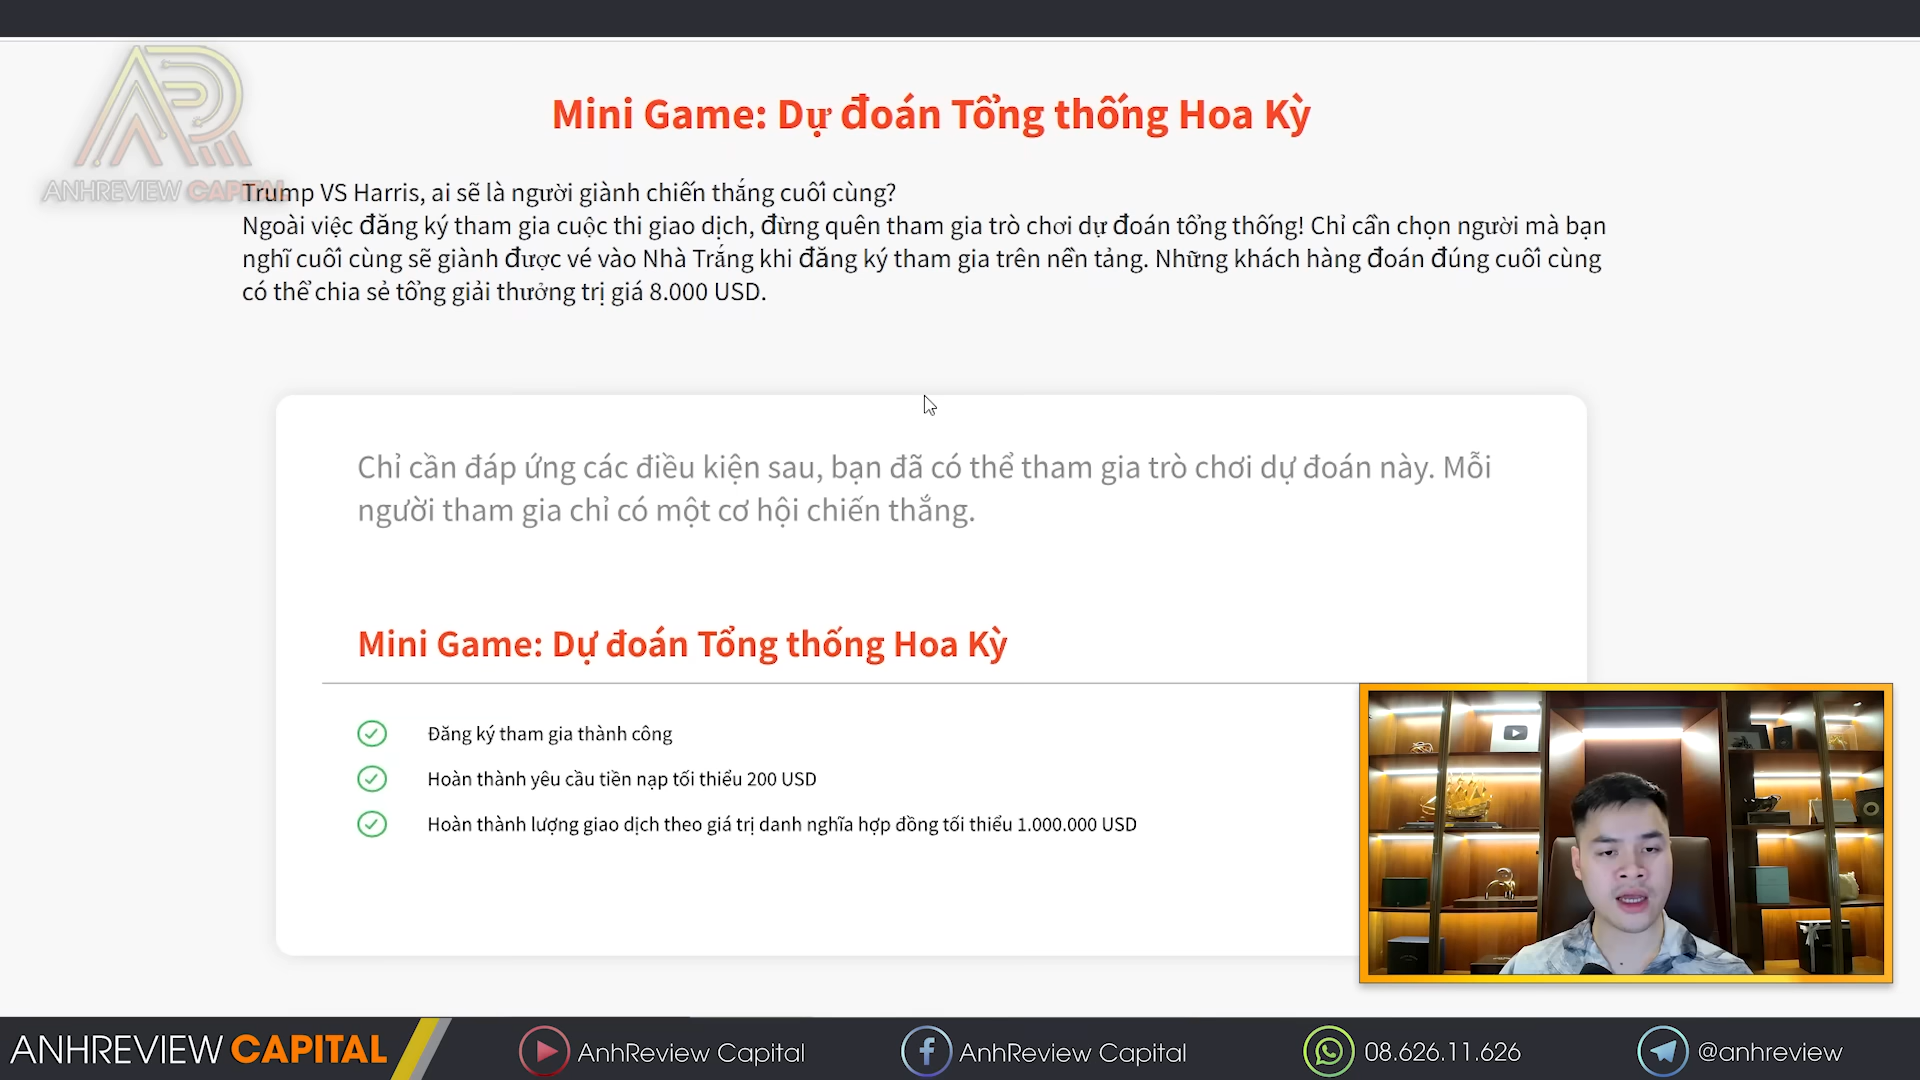 Mini Game: Dự đoán Tổng thống Hoa Kỳ
ANHREVIEW CAPITAL
Trump VS Harris, ai sẽ là người giành chiến thắng cuối cùng?
Ngoài việc đăng ký tham gia cuộc thi giao dịch, đừng quên tham gia trò chơi dự đoán tổng thống! Chỉ cần chọn người mà bạn
nghĩ cuối cùng sẽ giành được vé vào Nhà Trắng khi đăng ký tham gia trên nền tảng. Những khách hàng đoán đúng cuối cùng
có thể chia sẻ tổng giải thưởng trị giá 8.000 USD.
Chỉ cần đáp ứng các điều kiện sau, bạn đã có thể tham gia trò chơi dự đoán này. Mỗi
người tham gia chỉ có một cơ hội chiến thắng.
Mini Game: Dự đoán Tổng thống Hoa Kỳ
Đăng ký tham gia thành công
Hoàn thành yêu cầu tiền nạp tối thiểu 200 USD
Hoàn thành lượng giao dịch theo giá trị danh nghĩa hợp đồng tối thiểu 1.000.000 USD
ANHREVIEW CAPITAL
AnhReview Capital
AnhReview Capital
08.626.11.626
@anhreview